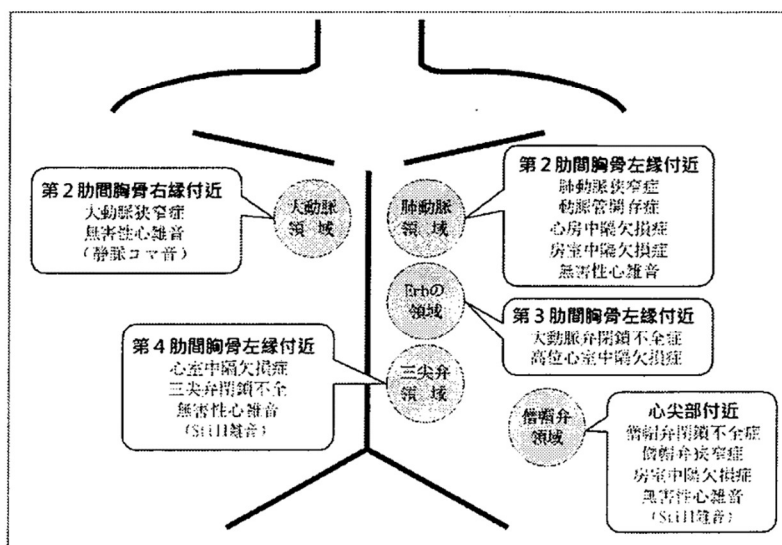 第2肋間胸骨右縁付近
大動脈狭窄症
無害性心雑音
(静脈コマ音)
大動脈
領域
肺動脈
領域
第2肋間胸骨左縁付近
肺動脈狭窄症
動脈管開存症
心房中隔欠損症
房室中隔欠損症
無害性心雑音
Erbの
領域
第3肋間胸骨左縁付近
大動脈弁閉鎖不全症
高位心室中隔欠損症
第4肋間胸骨左縁付近
心室中隔欠損症
三尖弁閉鎖不全
無害性心雑音
(Still雑音)
三尖弁
領域
僧帽弁
領域
心尖部付近
僧帽弁閉鎖不全症
僧帽弁狭窄症
房室中隔欠損症
無害性心雑音
(Still雑音)